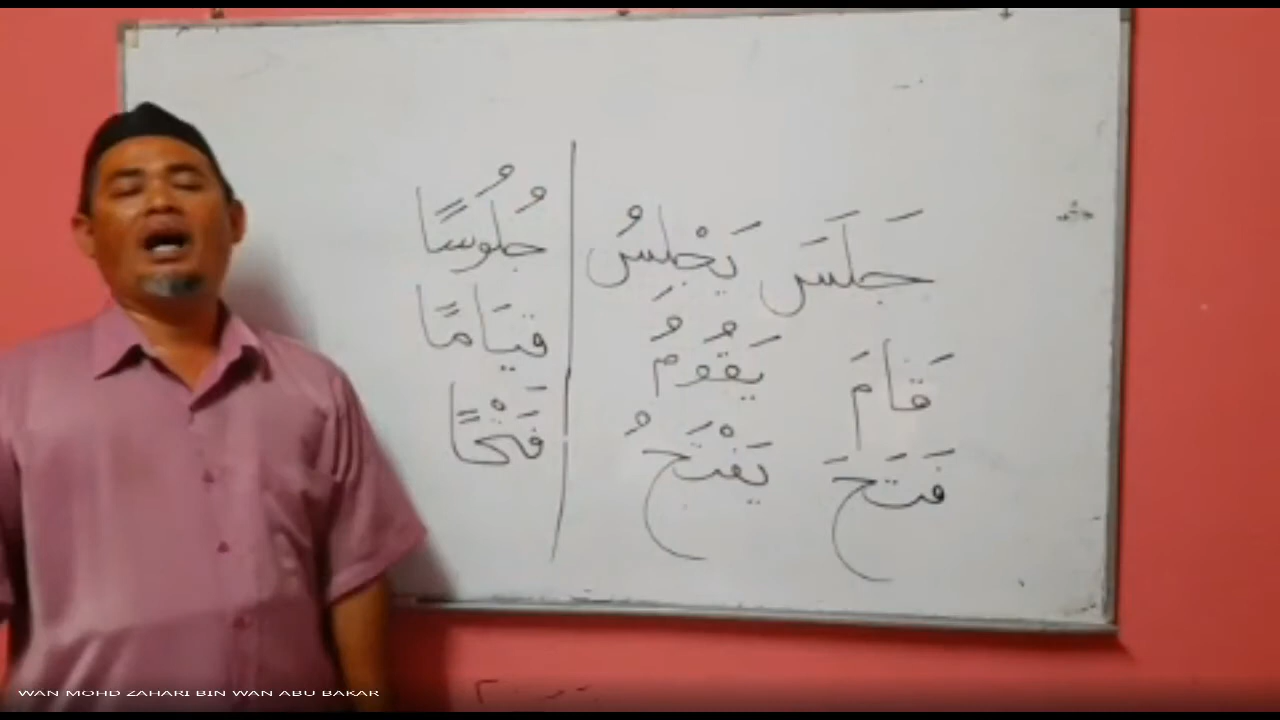 جَلَسَ يَجْلِسُ جُلُوسًا
قَامَ يَقُومُ قِيَامًا
فَتَحَ يَفْتَحُ فَتْحًا
WAN MOHD ZAHARI BIN WAN ABU BAKAR